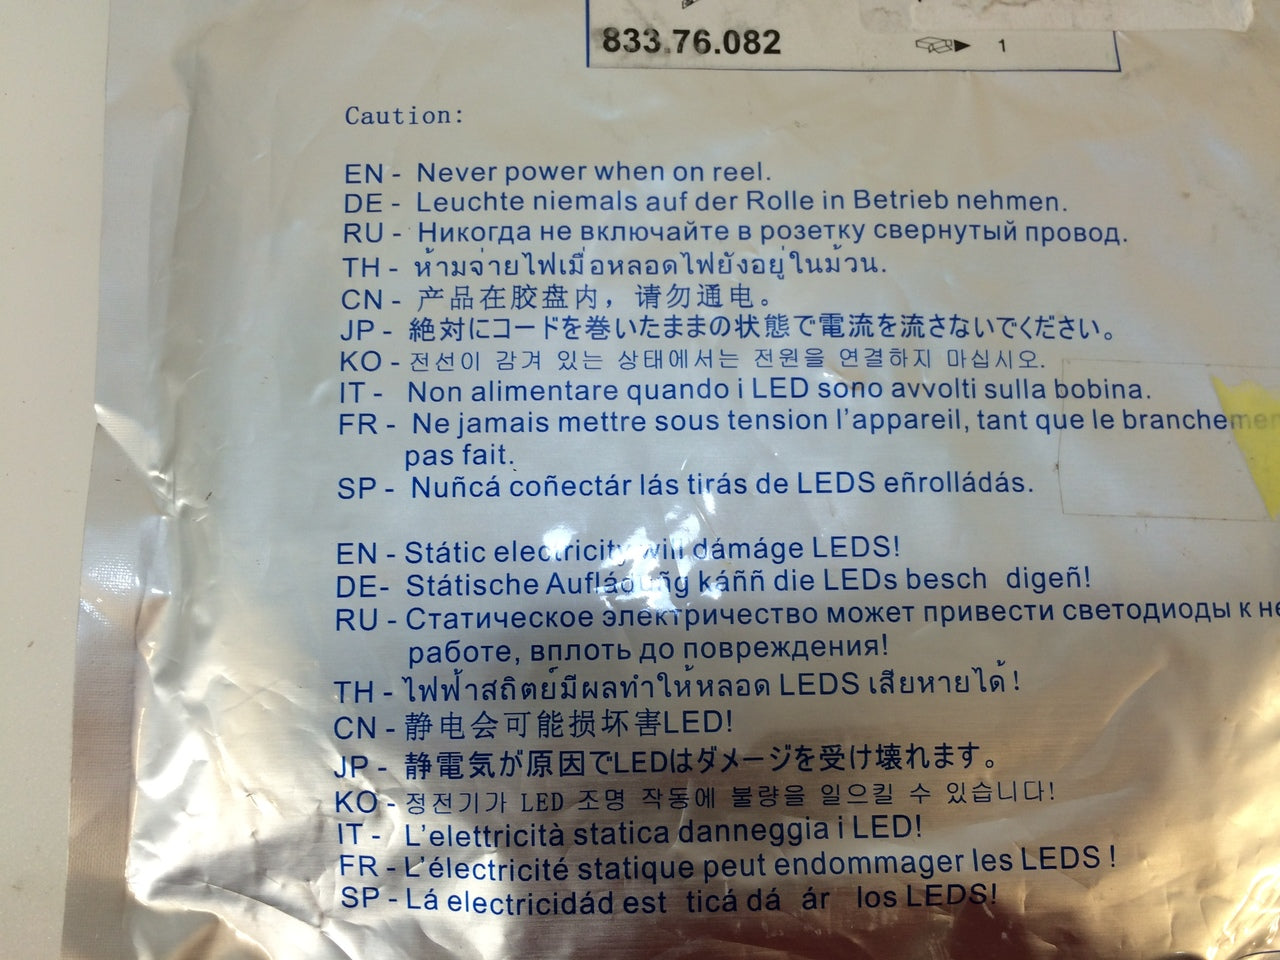 833.76.082
1
Caution:
EN - Never power when on reel.
DE - Leuchte niemals auf der Rolle in Betrieb nehmen.
RU - Никогда не включайте в розетку свернутый провод.
TH - ห้ามจ่ายไฟเมื่อหลอดไฟยังอยู่ในม้วน.
CN - 产品在胶盘内，请勿通电。
JP - 絶対にコードを巻いたままの状態で電流を流さないでください。
KO - 전선이 감겨 있는 상태에서는 전원을 연결하지 마십시오.
IT - Non alimentare quando i LED sono avvolti sulla bobina.
FR - Ne jamais mettre sous tension l'appareil, tant que le
pas fait.
SP - Nuñcá coñectár lás tirás de LEDS eñrolládás.
EN - Státic electricity will dámáge LEDS!
DE- Státische Aufládúñg káññ die LEDs besch digeñ!
RU - Статическое электричество может привести светодиоды к
работе, вплоть до повреждения!
TH - ไฟฟ้าสถิตย์มีผลทำให้หลอด LEDS เสียหายได้!
CN - 静电会可能损坏害LED!
JP - 静電気が原因でLEDはダメージを受け壊れます。
KO - 정전기가 LED 조명 작동에 불량을 일으킬 수 있습니다!
IT - L'elettricità statica danneggia i LED!
FR - L'électricité statique peut endommager les LEDS !
SP - Lá electricidád est ticá dá ár los LEDS!